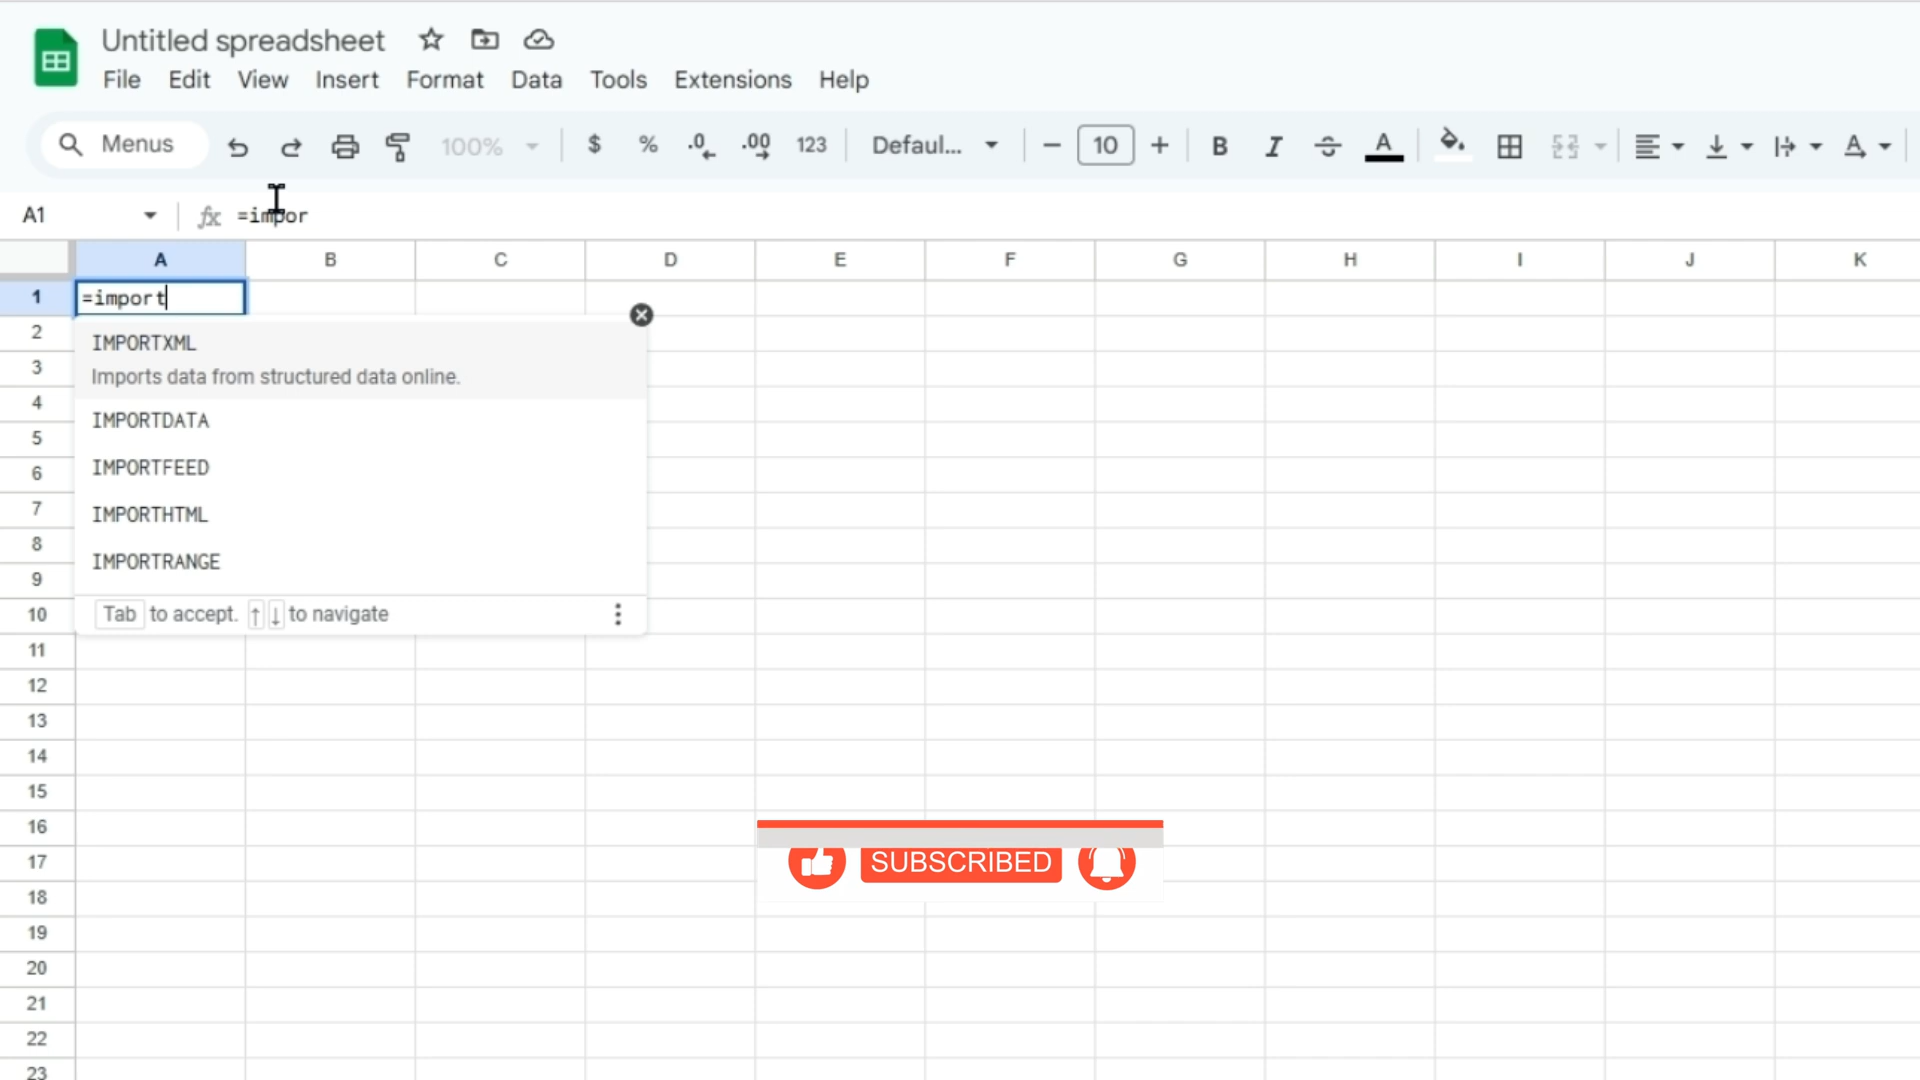 Untitled spreadsheet
File Edit View Insert Format Data Tools Extensions Help
Menus 100% $ % .0 .00 123 Defaul... 10 B I A A
A1 fx =impor
A B C D E F G H I J K
1 =import
2
3
4
5
6
7
8
9
10
11
12
13
14
15
16
17
18
19
20
21
22
23
IMPORTXML
Imports data from structured data online.
IMPORTDATA
IMPORTFEED
IMPORTHTML
IMPORTRANGE
Tab to accept. ↑ ↓ to navigate
SUBSCRIBED